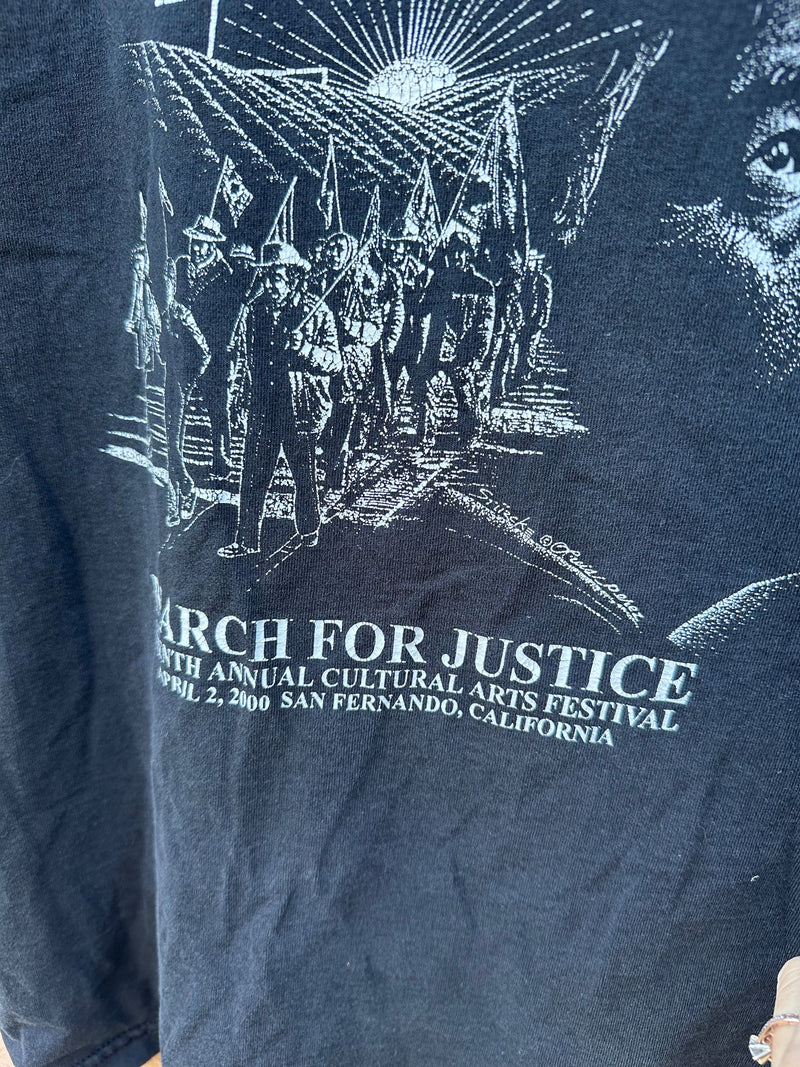 ARCH FOR JUSTICE
NTH ANNUAL CULTURAL ARTS FESTIVAL
APRIL 2, 2000 SAN FERNANDO, CALIFORNIA